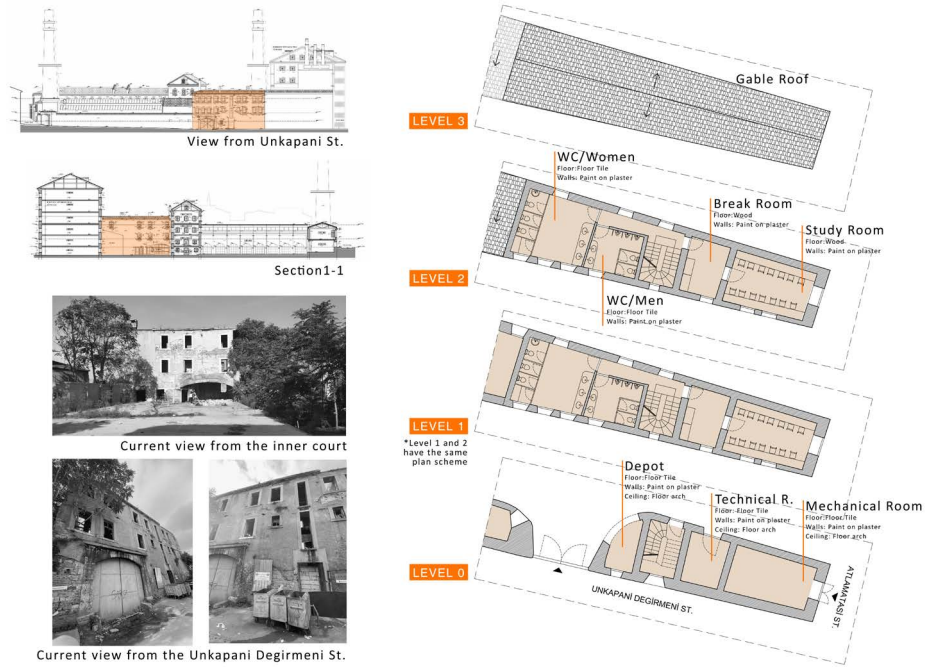 View from Unkapani St.
Section1-1
Current view from the inner court
Current view from the Unkapani Degirmeni St.
LEVEL 3
Gable Roof
LEVEL 2
WC/Women
Floor:Floor Tile
Walls: Paint on plaster
Break Room
Floor:Wood
Walls: Paint on plaster
Study Room
Floor:Wood
Walls: Paint on plaster
WC/Men
Floor:Floor Tile
Walls: Paint on plaster
LEVEL 1
*Level 1 and 2
have the same
plan scheme
LEVEL 0
Depot
Floor:Floor Tile
Walls: Paint on plaster
Ceiling: Floor arch
Technical R.
Floor: Floor Tile
Walls: Paint on plaster
Ceiling: Floor arch
Mechanical Room
Floor:Floor Tile
Walls: Paint on plaster
Ceiling: Floor arch
UNKAPANI DEGIRMENI ST.
ATLAMATASI ST.